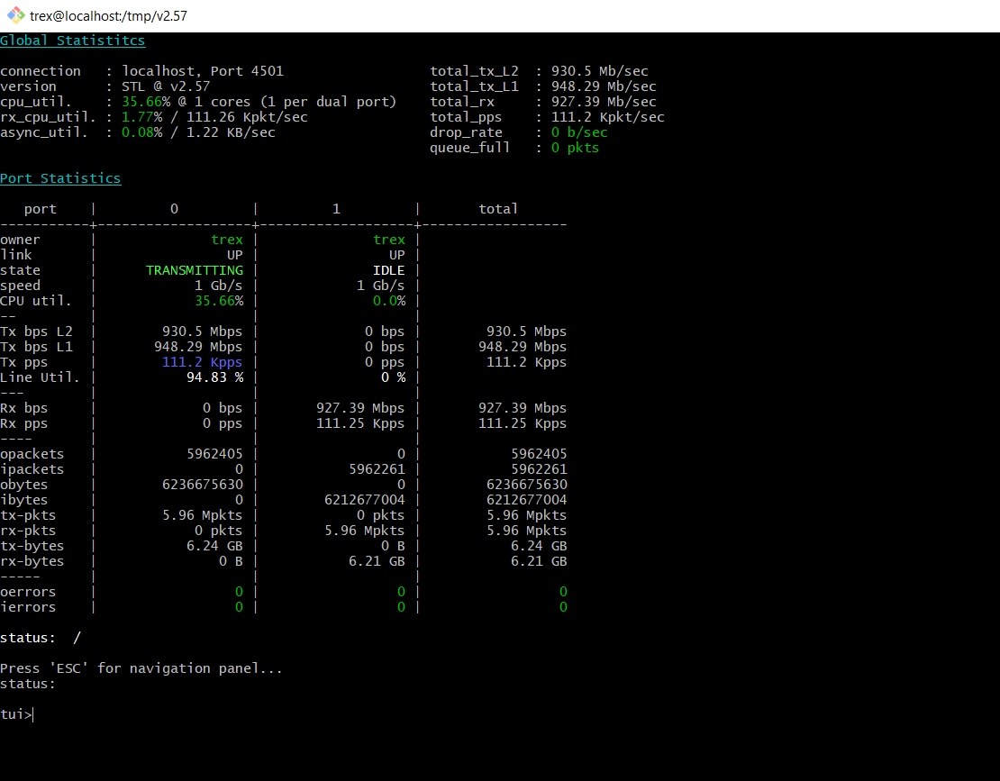 trex@localhost:/tmp/v2.57
Global Statistitcs
connection   : localhost, Port 4501                  total_tx_L2  : 930.5 Mb/sec
version      : STL @ v2.57                           total_tx_L1  : 948.29 Mb/sec
cpu_util.    : 35.66% @ 1 cores (1 per dual port)    total_rx     : 927.39 Mb/sec
rx_cpu_util. : 1.77% / 111.26 Kpkt/sec               total_pps    : 111.2 Kpkt/sec
async_util.  : 0.08% / 1.22 KB/sec                   drop_rate    : 0 b/sec
                                                     queue_full   : 0 pkts
Port Statistics
   port    |         0         |         1         |       total
-----------+-------------------+-------------------+------------------
owner      |              trex |              trex |
link       |                UP |                UP |
state      |      TRANSMITTING |              IDLE |
speed      |            1 Gb/s |            1 Gb/s |
CPU util.  |            35.66% |              0.0% |
--         |                   |                   |
Tx bps L2  |        930.5 Mbps |             0 bps |        930.5 Mbps
Tx bps L1  |       948.29 Mbps |             0 bps |       948.29 Mbps
Tx pps     |        111.2 Kpps |             0 pps |        111.2 Kpps
Line Util. |           94.83 % |               0 % |
---        |                   |                   |
Rx bps     |             0 bps |       927.39 Mbps |       927.39 Mbps
Rx pps     |             0 pps |       111.25 Kpps |       111.25 Kpps
----       |                   |                   |
opackets   |           5962405 |                 0 |           5962405
ipackets   |                 0 |           5962261 |           5962261
obytes     |        6236675630 |                 0 |        6236675630
ibytes     |                 0 |        6212677004 |        6212677004
tx-pkts    |        5.96 Mpkts |            0 pkts |        5.96 Mpkts
rx-pkts    |            0 pkts |        5.96 Mpkts |        5.96 Mpkts
tx-bytes   |           6.24 GB |               0 B |           6.24 GB
rx-bytes   |               0 B |           6.21 GB |           6.21 GB
-----      |                   |                   |
oerrors    |                 0 |                 0 |                 0
ierrors    |                 0 |                 0 |                 0
status:  /
Press 'ESC' for navigation panel...
status:
tui>